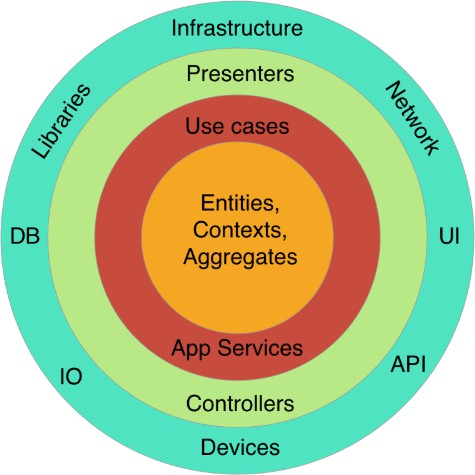 Infrastructure
Presenters
Libraries
Network
Use cases
Entities,
Contexts,
Aggregates
DB
UI
App Services
IO
API
Controllers
Devices